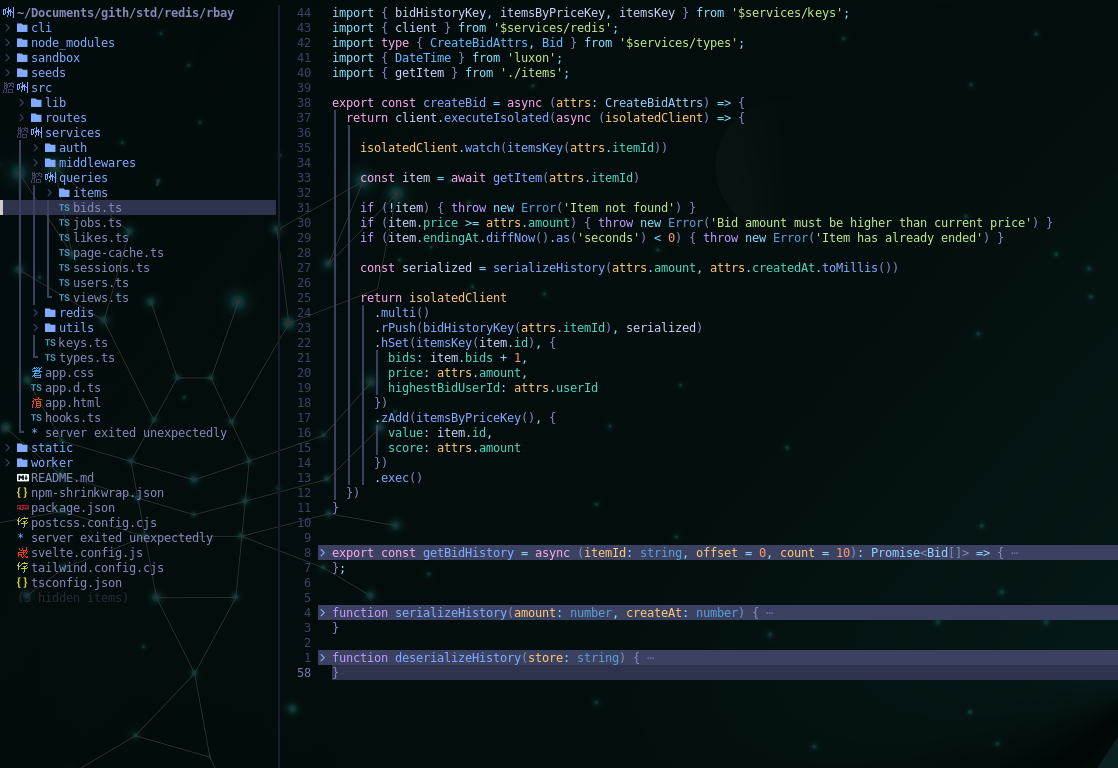 ~/Documents/gith/std/redis/rbay
cli
node_modules
sandbox
seeds
src
lib
routes
services
auth
middlewares
queries
items
TS bids.ts
TS jobs.ts
TS likes.ts
TS page-cache.ts
TS sessions.ts
TS users.ts
TS views.ts
redis
utils
TS keys.ts
TS types.ts
app.css
TS app.d.ts
app.html
TS hooks.ts
* server exited unexpectedly
static
worker
README.md
{} npm-shrinkwrap.json
package.json
postcss.config.cjs
* server exited unexpectedly
svelte.config.js
tailwind.config.cjs
{} tsconfig.json
(5 hidden items)
44 import { bidHistoryKey, itemsByPriceKey, itemsKey } from '$services/keys';
43 import { client } from '$services/redis';
42 import type { CreateBidAttrs, Bid } from '$services/types';
41 import { DateTime } from 'luxon';
40 import { getItem } from './items';
39
38 export const createBid = async (attrs: CreateBidAttrs) => {
37 return client.executeIsolated(async (isolatedClient) => {
36
35 isolatedClient.watch(itemsKey(attrs.itemId))
34
33 const item = await getItem(attrs.itemId)
32
31 if (!item) { throw new Error('Item not found') }
30 if (item.price >= attrs.amount) { throw new Error('Bid amount must be higher than current price') }
29 if (item.endingAt.diffNow().as('seconds') < 0) { throw new Error('Item has already ended') }
28
27 const serialized = serializeHistory(attrs.amount, attrs.createdAt.toMillis())
26
25 return isolatedClient
24 .multi()
23 .rPush(bidHistoryKey(attrs.itemId), serialized)
22 .hSet(itemsKey(item.id), {
21 bids: item.bids + 1,
20 price: attrs.amount,
19 highestBidUserId: attrs.userId
18 })
17 .zAdd(itemsByPriceKey(), {
16 value: item.id,
15 score: attrs.amount
14 })
13 .exec()
12 })
11 }
10
9
8 > export const getBidHistory = async (itemId: string, offset = 0, count = 10): Promise<Bid[]> => { ⋯
7 };
6
5
4 > function serializeHistory(amount: number, createAt: number) { ⋯
3 }
2
1 > function deserializeHistory(store: string) { ⋯
58 }